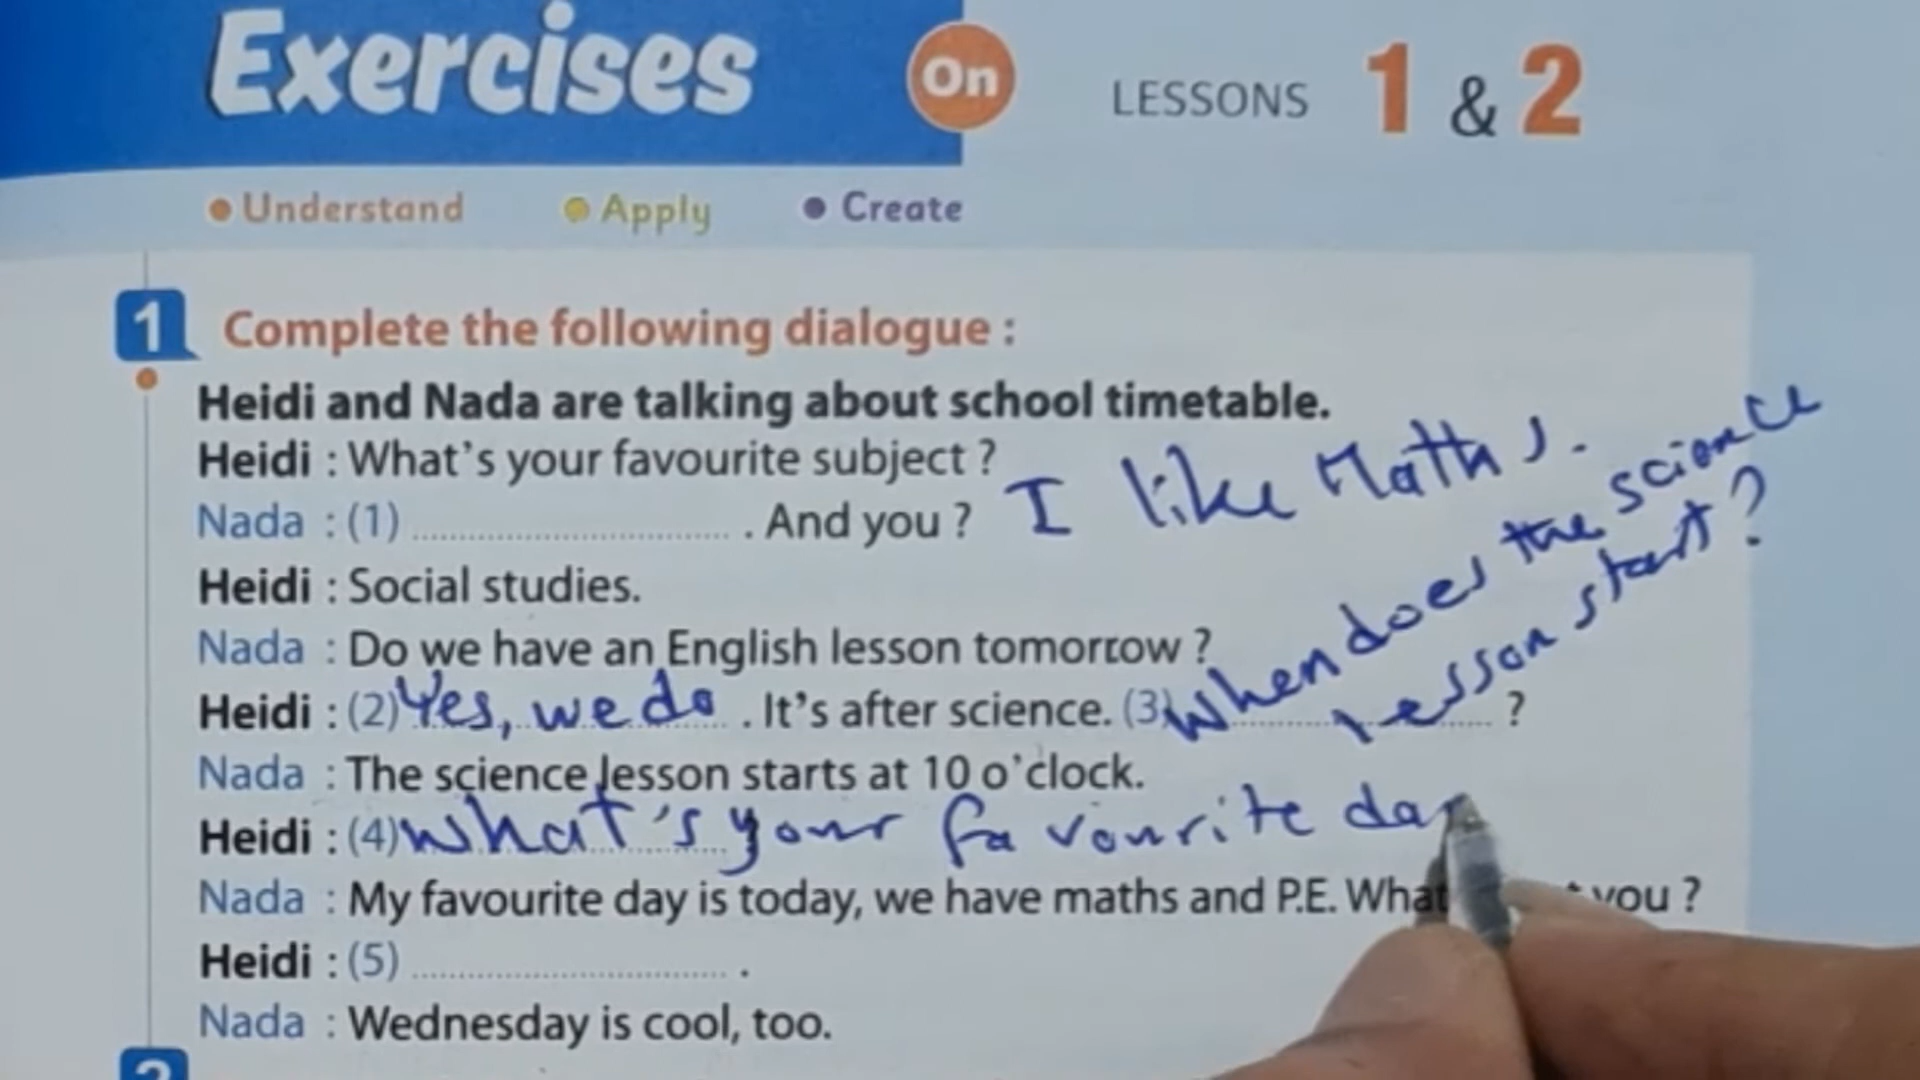 Exercises On LESSONS 1 & 2
Understand Apply Create
1 Complete the following dialogue :
Heidi and Nada are talking about school timetable.
Heidi : What's your favourite subject ?
Nada : (1) ........................ . And you ? I like Maths.
Heidi : Social studies.
Nada : Do we have an English lesson tomorrow ?
Heidi : (2) Yes, we do . It's after science. (3) When does the science lesson start? ?
Nada : The science lesson starts at 10 o'clock.
Heidi : (4) What's your favourite day
Nada : My favourite day is today, we have maths and P.E. What you ?
Heidi : (5) ........................ .
Nada : Wednesday is cool, too.
2